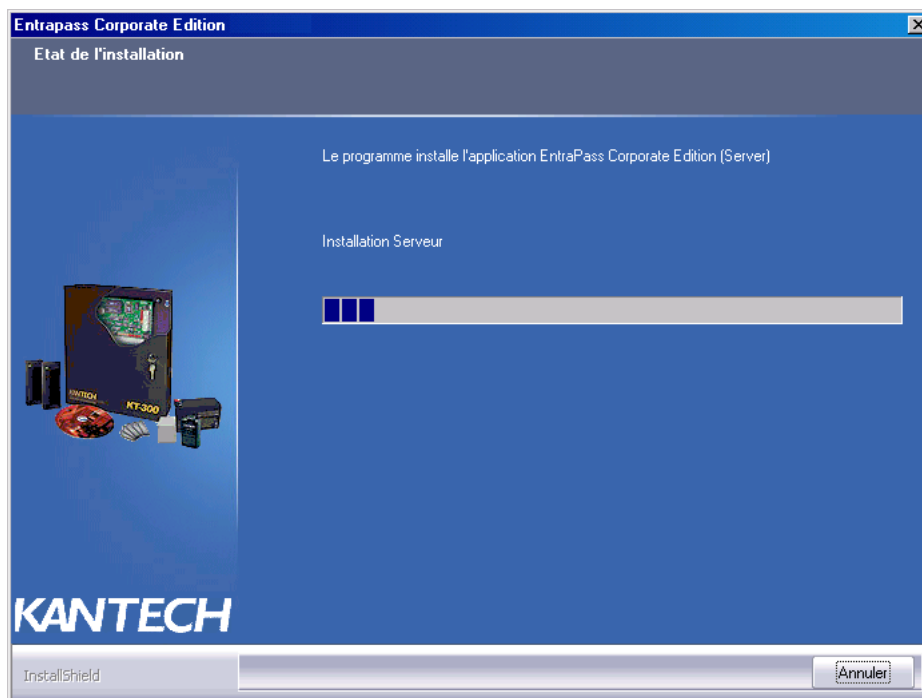 Entrapass Corporate Edition
Etat de l'installation
Le programme installe l'application EntraPass Corporate Edition (Server)
Installation Serveur
KANTECH
KT-300
KANTECH
InstallShield
Annuler